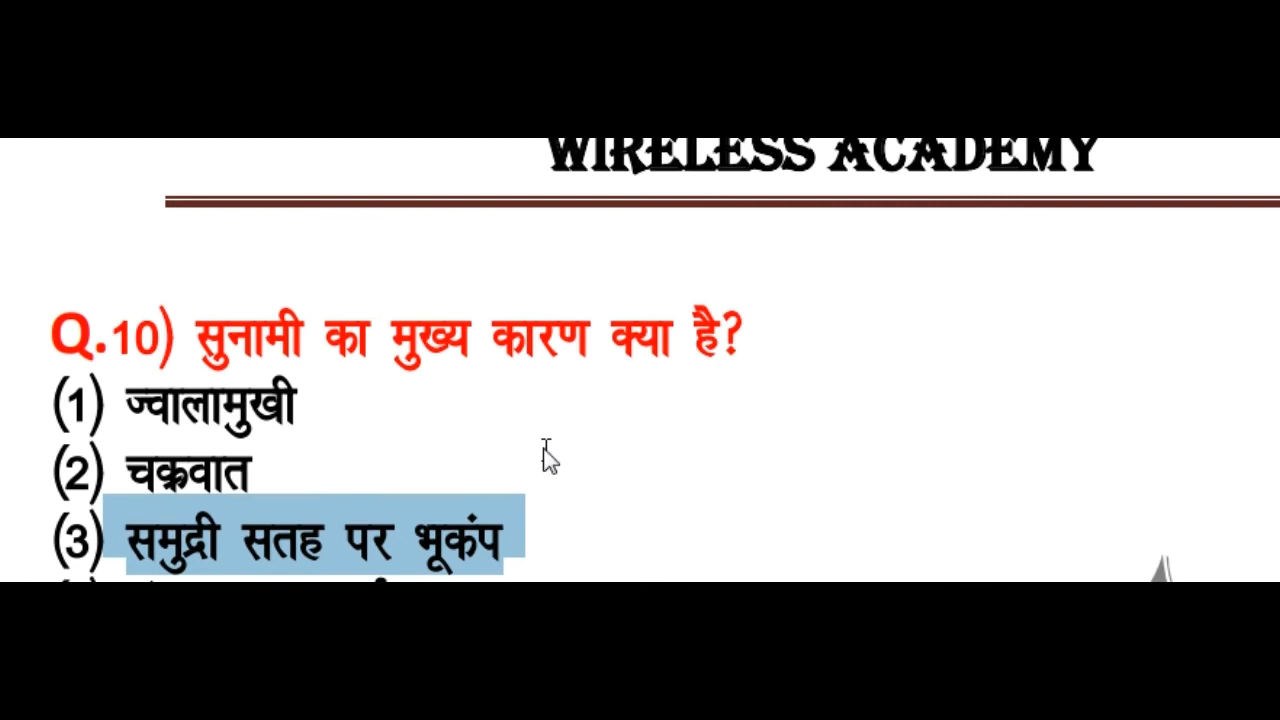 WIRELESS ACADEMY
Q.10) सुनामी का मुख्य कारण क्या है?
(1) ज्वालामुखी
(2) चक्रवात
(3) समुद्री सतह पर भूकंप